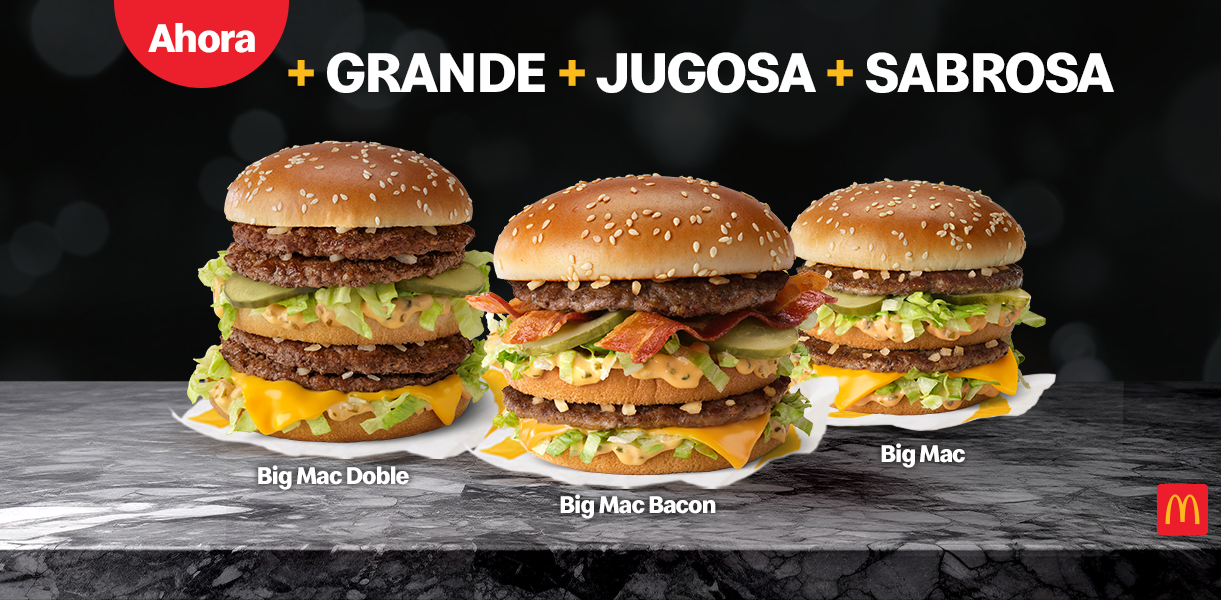 Ahora
+ GRANDE + JUGOSA + SABROSA
Big Mac Doble
Big Mac Bacon
Big Mac